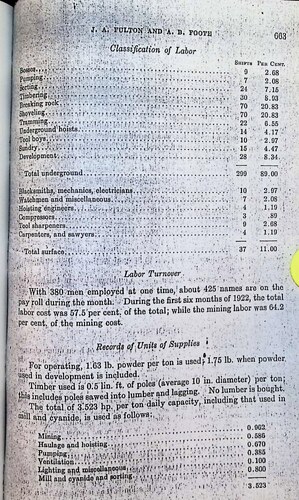 J. A. FULTON AND A. B. FOOTE 663
Classification of Labor
SHIFTS PER CENT.
Bosses 9 2.68
Pumping 7 2.08
Sorting 24 7.15
Timbering 30 8.93
Breaking rock 70 20.83
Shoveling 70 20.83
Tramming 22 6.55
Underground hoists 14 4.17
Tool boys 10 2.97
Sundry 15 4.47
Development 28 8.34
Total underground 299 89.00
Blacksmiths, mechanics, electricians 10 2.97
Watchmen and miscellaneous 7 2.08
Hoisting engineers 4 1.19
Compressors 3 .89
Tool sharpeners 9 2.68
Carpenters, and sawyers 4 1.19
Total surface 37 11.00
Labor Turnover
With 380 men employed at one time, about 425 names are on the
pay roll during the month. During the first six months of 1922, the total
labor cost was 57.5 per cent. of the total; while the mining labor was 64.2
per cent. of the mining cost.
Records of Units of Supplies
For operating, 1.63 lb. powder per ton is used; 1.75 lb. when powder
used in development is included.
Timber used is 0.5 lin. ft. of poles (average 10 in. diameter) per ton;
this includes poles sawed into lumber and lagging. No lumber is bought.
The total of 3.523 hp. per ton daily capacity, including that used in
mill and cyanide, is used as follows:
Mining 0.962
Haulage and hoisting 0.586
Pumping 0.670
Ventilation 0.385
Lighting and miscellaneous 0.100
Mill and cyanide and sorting 0.800
3.523